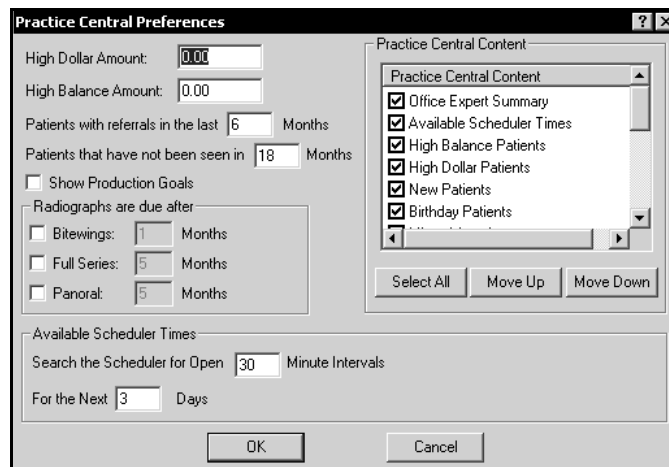 Practice Central Preferences
High Dollar Amount: 0.00
High Balance Amount: 0.00
Patients with referrals in the last 6 Months
Patients that have not been seen in 18 Months
Show Production Goals
Radiographs are due after
Bitewings: 1 Months
Full Series: 5 Months
Panoral: 5 Months
Practice Central Content
Practice Central Content
Office Expert Summary
Available Scheduler Times
High Balance Patients
High Dollar Patients
New Patients
Birthday Patients
Select All Move Up Move Down
Available Scheduler Times
Search the Scheduler for Open 30 Minute Intervals
For the Next 3 Days
OK Cancel